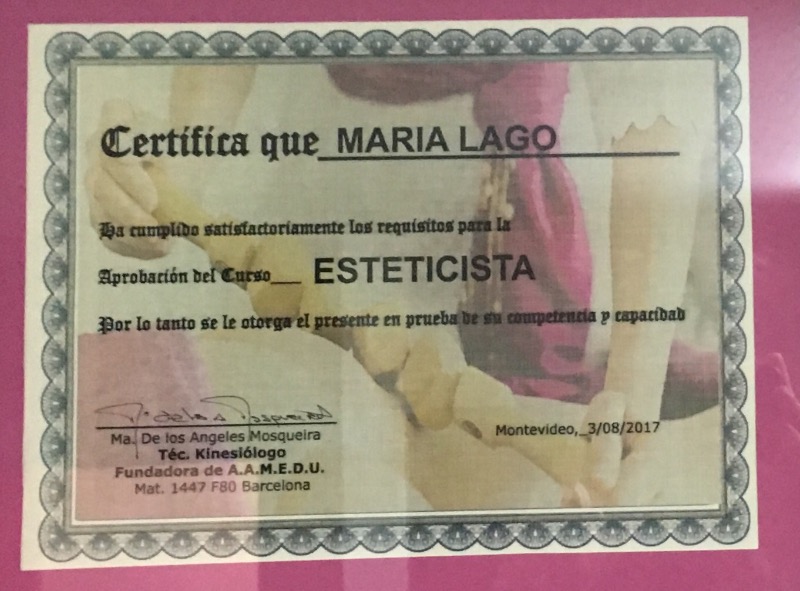 Certifica que MARIA LAGO
Ha cumplido satisfactoriamente los requisitos para la
Aprobación del Curso ESTETICISTA
Por lo tanto se le otorga el presente en prueba de su competencia y capacidad
Ma. De los Angeles Mosqueira
Montevideo, 3/08/2017
Téc. Kinesiólogo
Fundadora de A.A.M.E.D.U.
Mat. 1447 F80 Barcelona